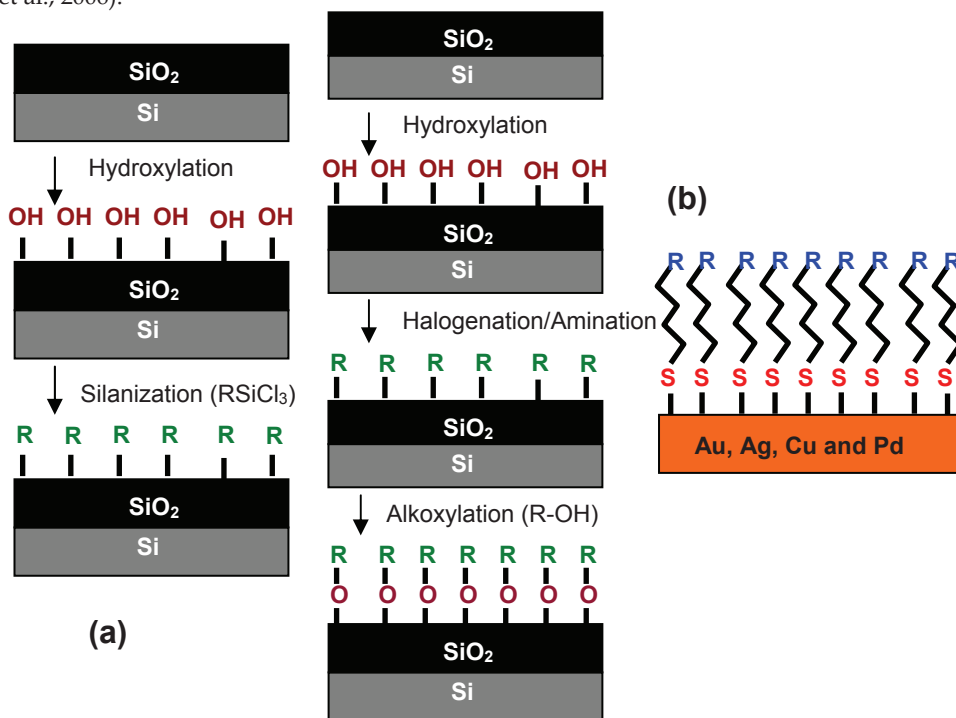 et al., 2006).
SiO₂
Si
Hydroxylation
OH OH OH OH OH OH
SiO₂
Si
Silanization (RSiCl₃)
R R R R R R
SiO₂
Si
(a)
SiO₂
Si
Hydroxylation
OH OH OH OH OH OH
SiO₂
Si
Halogenation/Amination
R R R R R R
SiO₂
Si
Alkoxylation (R-OH)
R R R R R R R
O O O O O O O
SiO₂
Si
(b)
R R R R R R R R R
S S S S S S S S S
Au, Ag, Cu and Pd